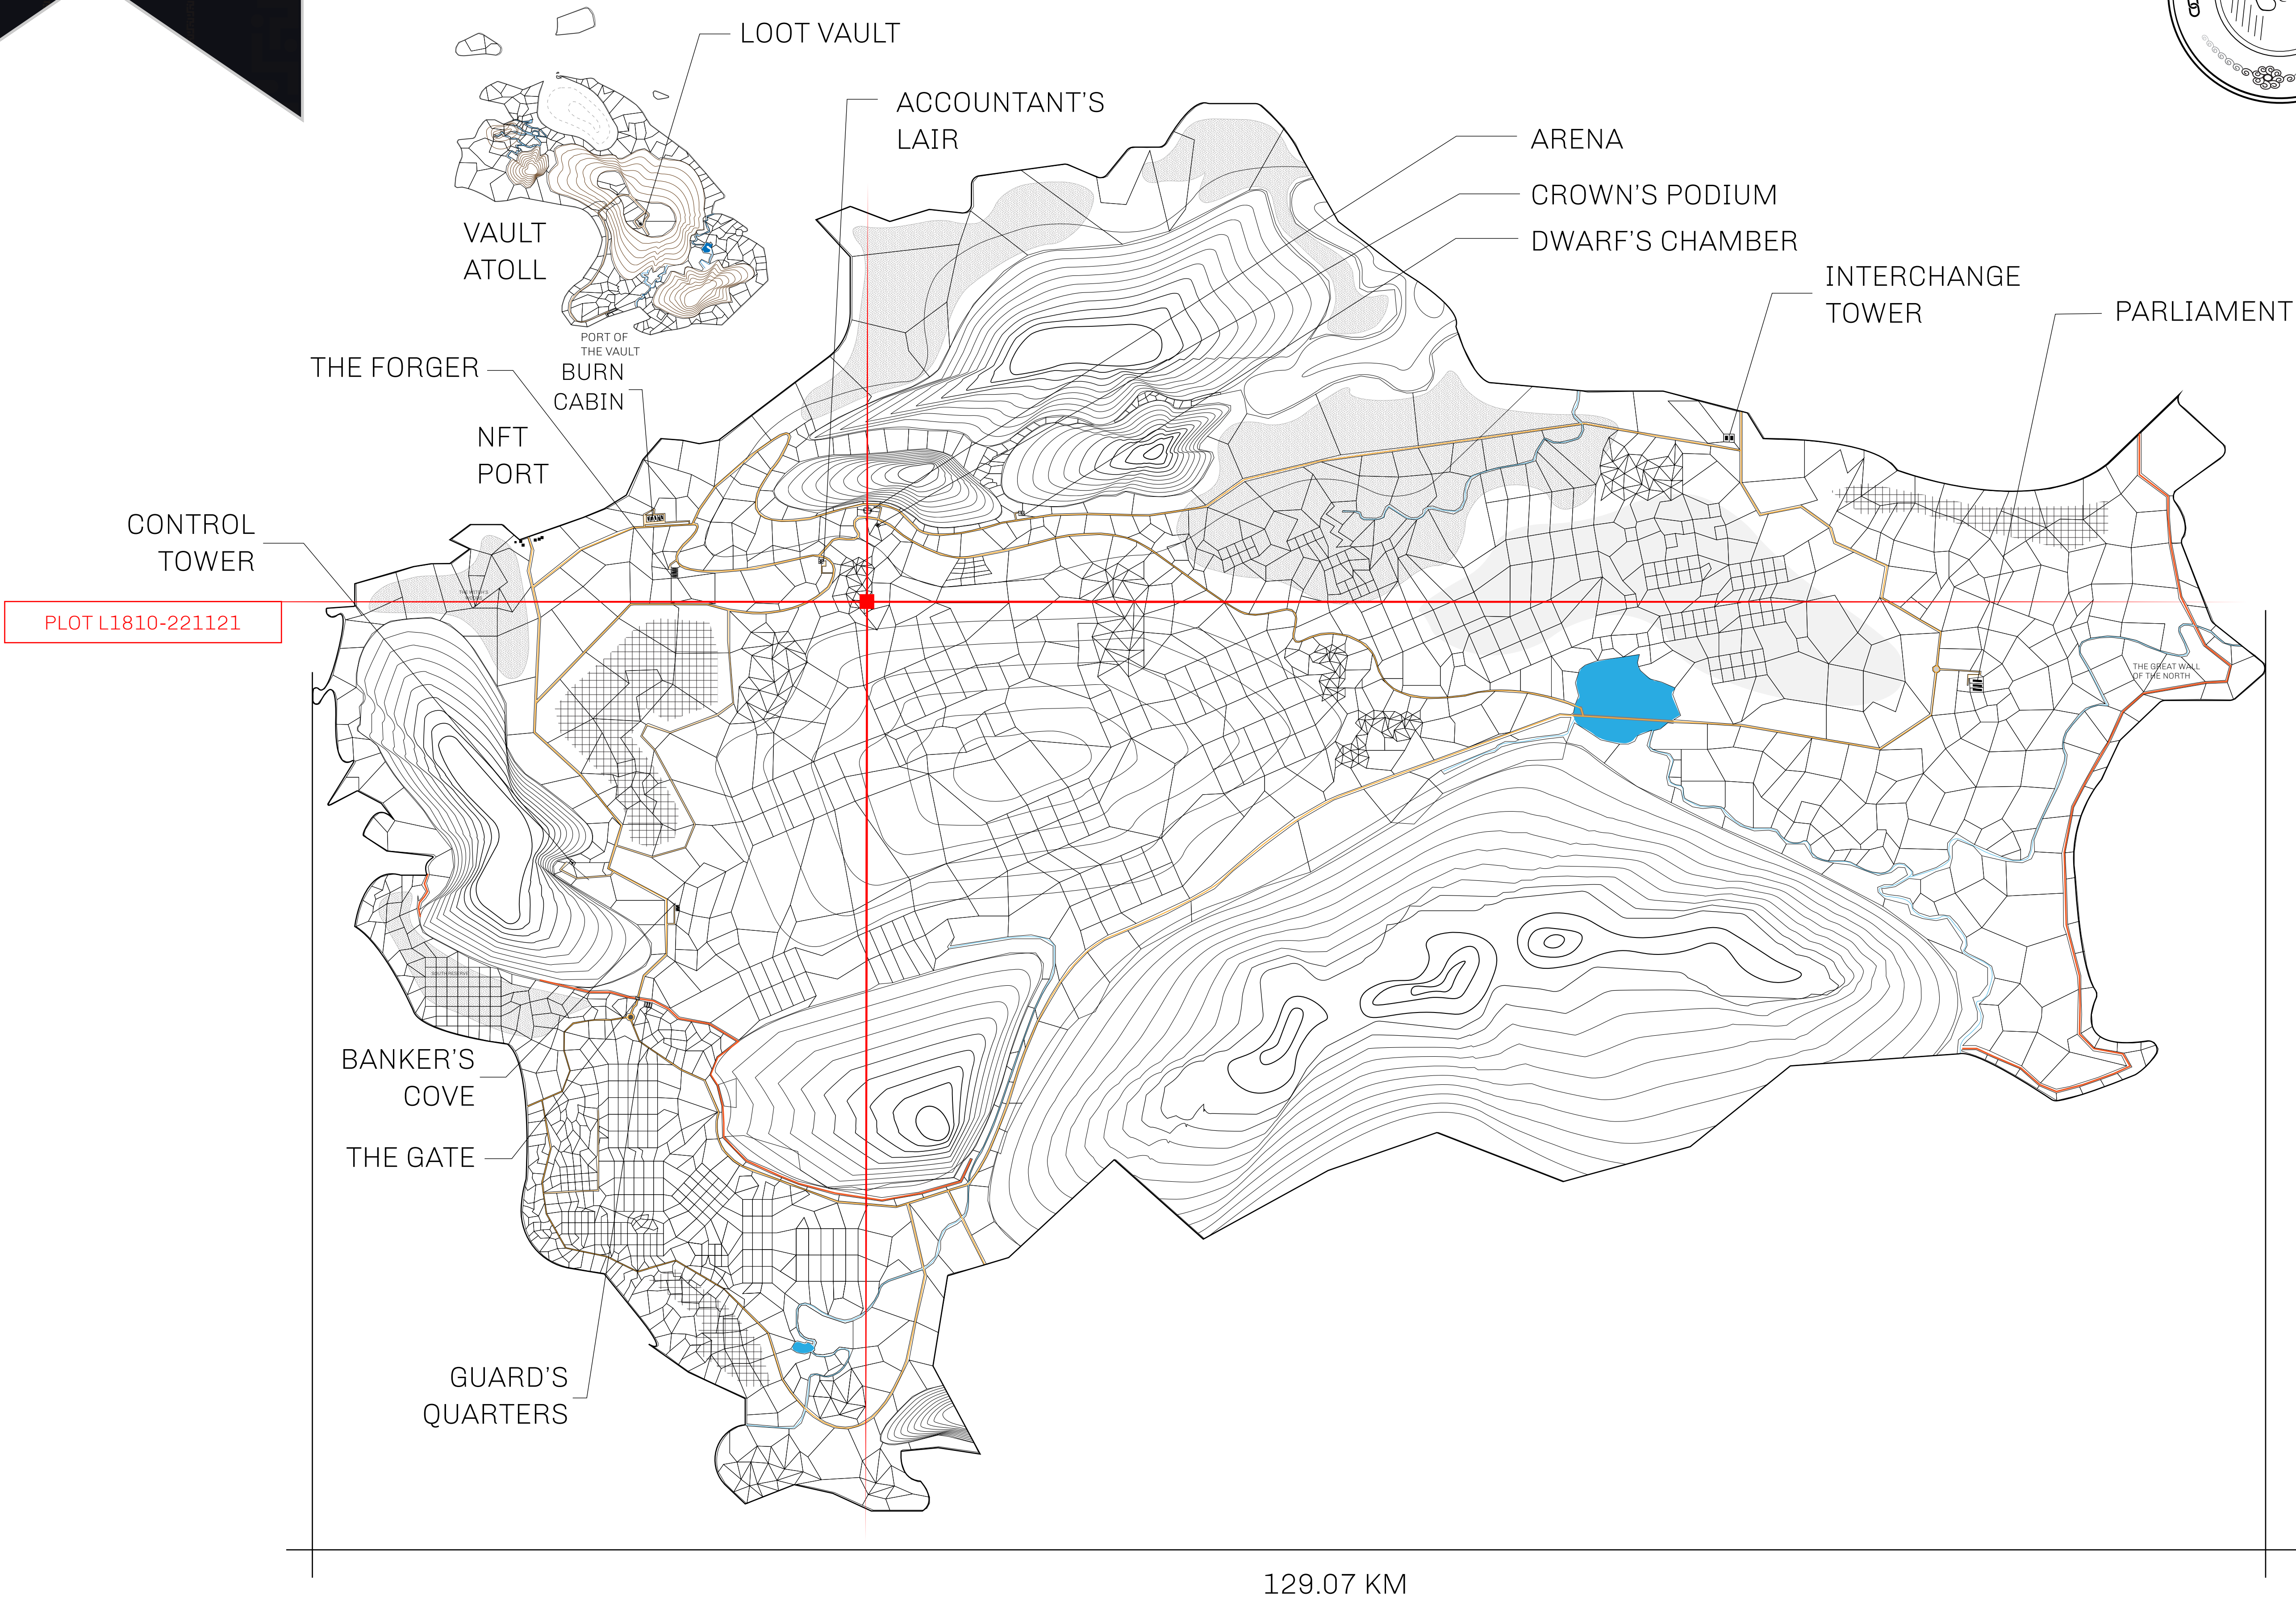 LOOT VAULT
ACCOUNTANT'S
LAIR
ARENA
CROWN'S PODIUM
DWARF'S CHAMBER
VAULT
ATOLL
INTERCHANGE
TOWER
PARLIAMENT
PORT OF
THE VAULT
THE FORGER
BURN
CABIN
NFT
PORT
CONTROL
TOWER
PLOT L1810-221121
THE GREAT WALL
OF THE NORTH
SOUTH RESERVE
BANKER'S
COVE
THE GATE
GUARD'S
QUARTERS
129.07 KM